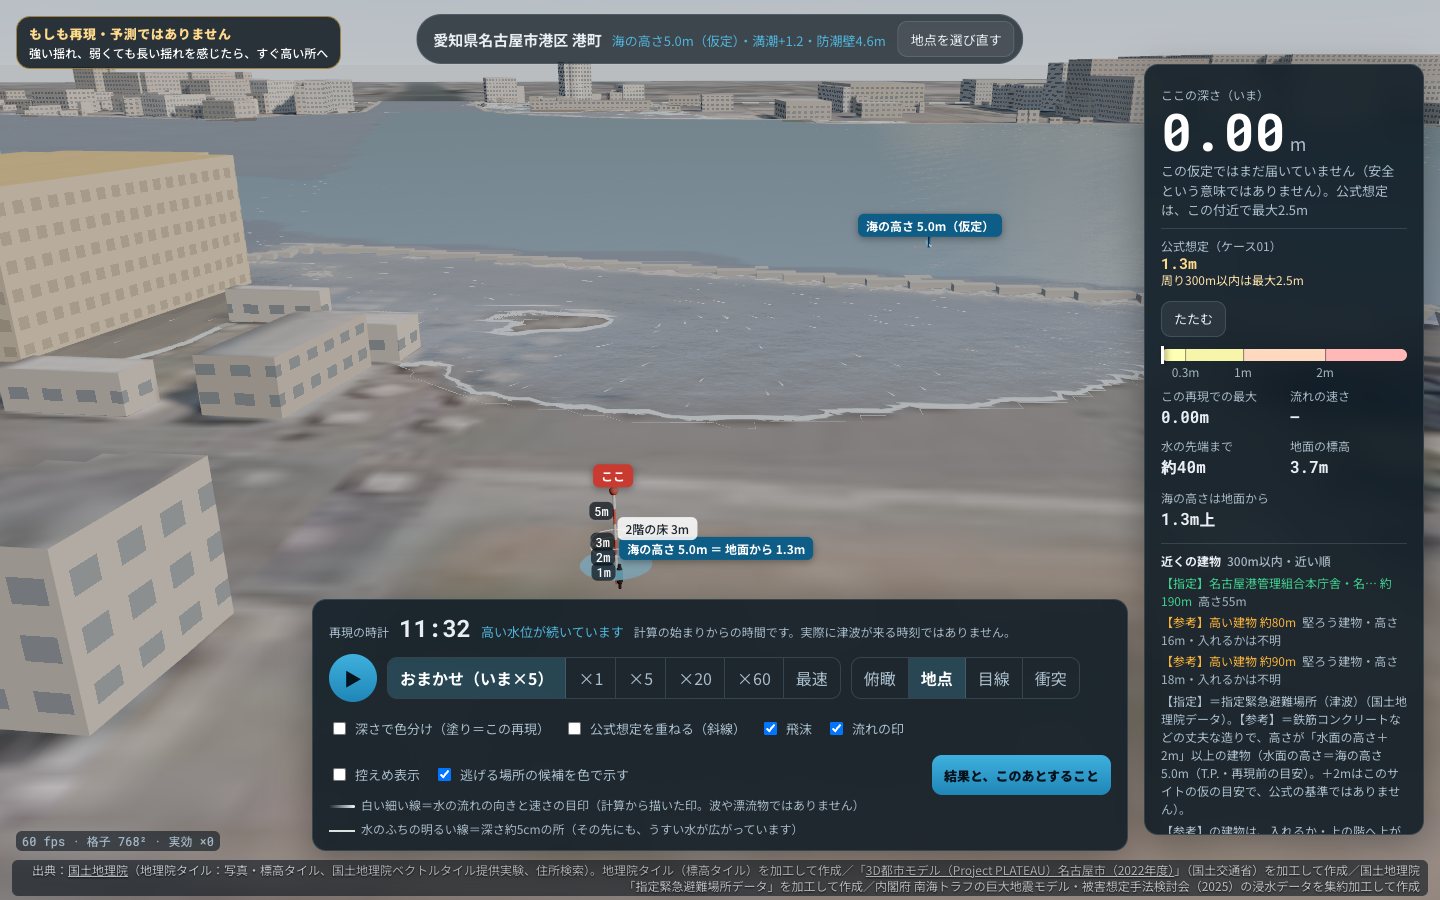 もしも再現・予測ではありません
強い揺れ、弱くても長い揺れを感じたら、すぐ高い所へ
愛知県名古屋市港区 港町 海の高さ5.0m（仮定）・満潮+1.2・防潮壁4.6m 地点を選び直す
ここの深さ（いま）
0.00 m
この仮定ではまだ届いていません（安全
という意味ではありません）。公式想定
は、この付近で最大2.5m
公式想定（ケース01）
1.3m
周り300m以内は最大2.5m
たたむ
0.3m 1m 2m
この再現での最大 流れの速さ
0.00m –
水の先端まで 地面の標高
約40m 3.7m
海の高さは地面から
1.3m上
近くの建物 300m以内・近い順
【指定】名古屋港管理組合本庁舎・名… 約
190m 高さ55m
【参考】高い建物 約80m 堅ろう建物・高さ
16m・入れるかは不明
【参考】高い建物 約90m 堅ろう建物・高さ
18m・入れるかは不明
【指定】＝指定緊急避難場所（津波）（国土地
理院データ）。【参考】＝鉄筋コンクリートな
どの丈夫な造りで、高さが「水面の高さ＋
2m」以上の建物（水面の高さ＝海の高さ
5.0m（T.P.・再現前の目安）。＋2mはこのサ
イトの仮の目安で、公式の基準ではありませ
ん）。
【参考】の建物は、入れるか・上の階へ上が
海の高さ 5.0m（仮定）
ここ
5m
2階の床 3m
3m
海の高さ 5.0m ＝ 地面から 1.3m
2m
1m
再現の時計 11:32 高い水位が続いています 計算の始まりからの時間です。実際に津波が来る時刻ではありません。
おまかせ（いま×5） ×1 ×5 ×20 ×60 最速 俯瞰 地点 目線 衝突
深さで色分け（塗り＝この再現） 公式想定を重ねる（斜線） 飛沫 流れの印
控えめ表示 逃げる場所の候補を色で示す 結果と、このあとすること
白い細い線＝水の流れの向きと速さの目印（計算から描いた印。波や漂流物ではありません）
水のふちの明るい線＝深さ約5cmの所（その先にも、うすい水が広がっています）
60 fps · 格子 768² · 実効 ×0
出典：国土地理院（地理院タイル：写真・標高タイル、国土地理院ベクトルタイル提供実験、住所検索）。地理院タイル（標高タイル）を加工して作成／「3D都市モデル（Project PLATEAU）名古屋市（2022年度）」（国土交通省）を加工して作成／国土地理院
「指定緊急避難場所データ」を加工して作成／内閣府 南海トラフの巨大地震モデル・被害想定手法検討会（2025）の浸水データを集約加工して作成